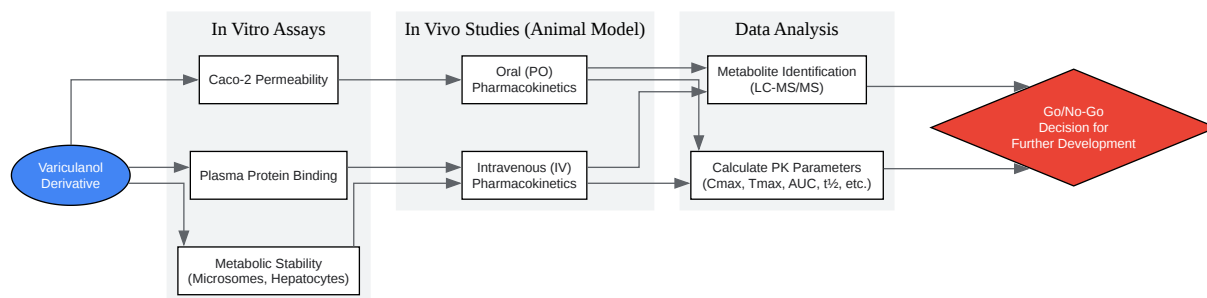 In Vitro Assays
In Vivo Studies (Animal Model)
Data Analysis
Caco-2 Permeability
Oral (PO)
Pharmacokinetics
Metabolite Identification
(LC-MS/MS)
Go/No-Go
Decision for
Further Development
Variculanol
Derivative
Plasma Protein Binding
Intravenous (IV)
Pharmacokinetics
Calculate PK Parameters
(Cmax, Tmax, AUC, t½, etc.)
Metabolic Stability
(Microsomes, Hepatocytes)